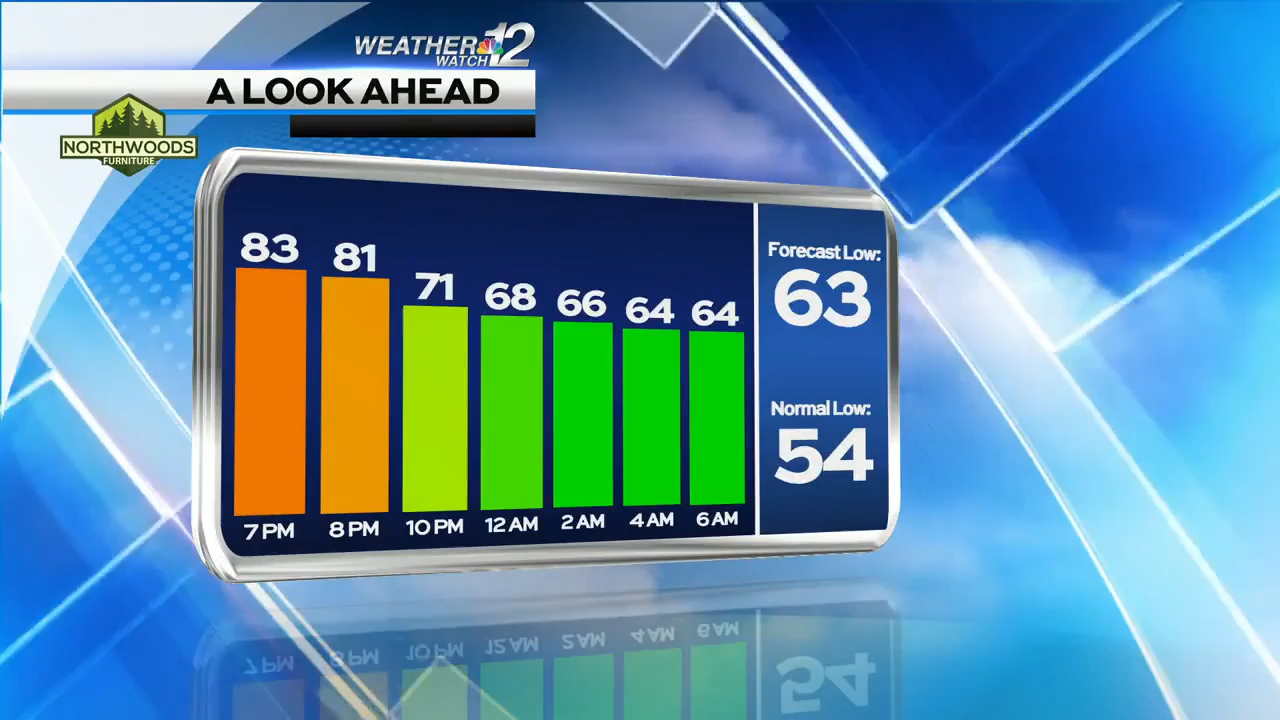 WEATHER 12
WATCH
A LOOK AHEAD
NORTHWOODS
FURNITURE
83 81 71 68 66 64 64
7 PM 8 PM 10 PM 12 AM 2 AM 4 AM 6 AM
Forecast Low:
63
Normal Low:
54